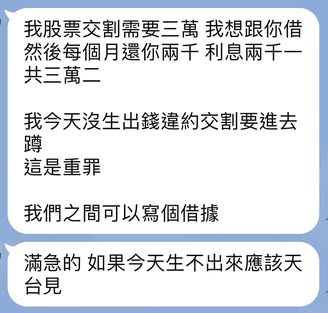 我股票交割需要三萬 我想跟你借
然後每個月還你兩千 利息兩千一
共三萬二
我今天沒生出錢違約交割要進去
蹲
這是重罪
我們之間可以寫個借據
滿急的 如果今天生不出來應該天
台見